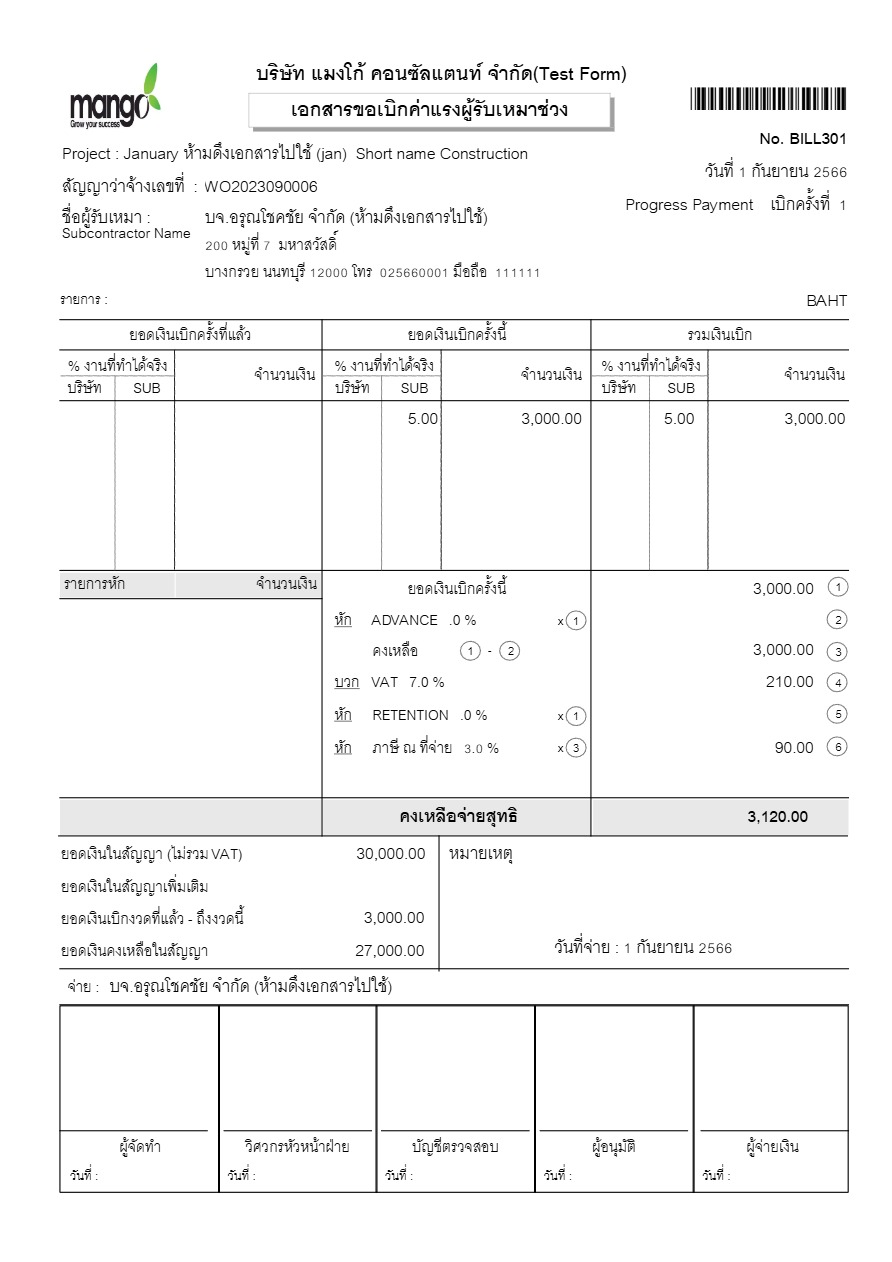 mango
Grow your success
บริษัท แมงโก้ คอนซัลแตนท์ จำกัด(Test Form)
เอกสารขอเบิกค่าแรงผู้รับเหมาช่วง
No. BILL301
Project : January ห้ามดึงเอกสารไปใช้ (jan) Short name Construction
วันที่ 1 กันยายน 2566
สัญญาว่าจ้างเลขที่ : WO2023090006
Progress Payment เบิกครั้งที่ 1
ชื่อผู้รับเหมา : บจ.อรุณโชคชัย จำกัด (ห้ามดึงเอกสารไปใช้)
Subcontractor Name
200 หมู่ที่ 7 มหาสวัสดิ์
บางกรวย นนทบุรี 12000 โทร 025660001 มือถือ 111111
รายการ : BAHT
ยอดเงินเบิกครั้งที่แล้ว ยอดเงินเบิกครั้งนี้ รวมเงินเบิก
% งานที่ทำได้จริง จำนวนเงิน % งานที่ทำได้จริง จำนวนเงิน % งานที่ทำได้จริง จำนวนเงิน
บริษัท SUB บริษัท SUB บริษัท SUB
5.00 3,000.00 5.00 3,000.00
รายการหัก จำนวนเงิน ยอดเงินเบิกครั้งนี้ 3,000.00 1
หัก ADVANCE .0 % x 1 2
คงเหลือ 1 - 2 3,000.00 3
บวก VAT 7.0 % 210.00 4
หัก RETENTION .0 % x 1 5
หัก ภาษี ณ ที่จ่าย 3.0 % x 3 90.00 6
คงเหลือจ่ายสุทธิ 3,120.00
ยอดเงินในสัญญา (ไม่รวม VAT) 30,000.00 หมายเหตุ
ยอดเงินในสัญญาเพิ่มเติม
ยอดเงินเบิกงวดที่แล้ว - ถึงงวดนี้ 3,000.00
ยอดเงินคงเหลือในสัญญา 27,000.00 วันที่จ่าย : 1 กันยายน 2566
จ่าย : บจ.อรุณโชคชัย จำกัด (ห้ามดึงเอกสารไปใช้)
ผู้จัดทำ วิศวกรหัวหน้าฝ่าย บัญชีตรวจสอบ ผู้อนุมัติ ผู้จ่ายเงิน
วันที่ : วันที่ : วันที่ : วันที่ : วันที่ :